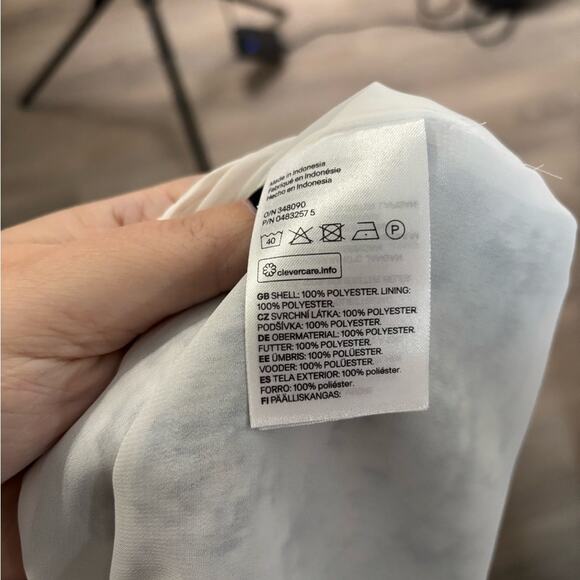 Made in Indonesia
Fabriqué en Indonésie
Hecho en Indonesia
O/N 348090
P/N 0483257 5
40 P
clevercare.info
GB SHELL: 100% POLYESTER. LINING:
100% POLYESTER.
CZ SVRCHNÍ LÁTKA: 100% POLYESTER
PODŠÍVKA: 100% POLYESTER.
DE OBERMATERIAL: 100% POLYESTER
FUTTER: 100% POLYESTER.
EE ÜMBRIS: 100% POLÜESTER.
VOODER: 100% POLÜESTER.
ES TELA EXTERIOR: 100% poliéster.
FORRO: 100% poliéster.
FI PÄÄLLISKANGAS: